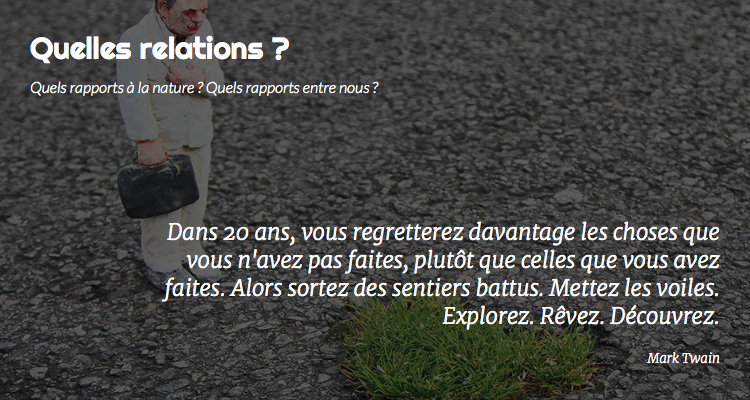 Quelles relations ?
Quels rapports à la nature ? Quels rapports entre nous ?
Dans 20 ans, vous regretterez davantage les choses que
vous n'avez pas faites, plutôt que celles que vous avez
faites. Alors sortez des sentiers battus. Mettez les voiles.
Explorez. Rêvez. Découvrez.
Mark Twain